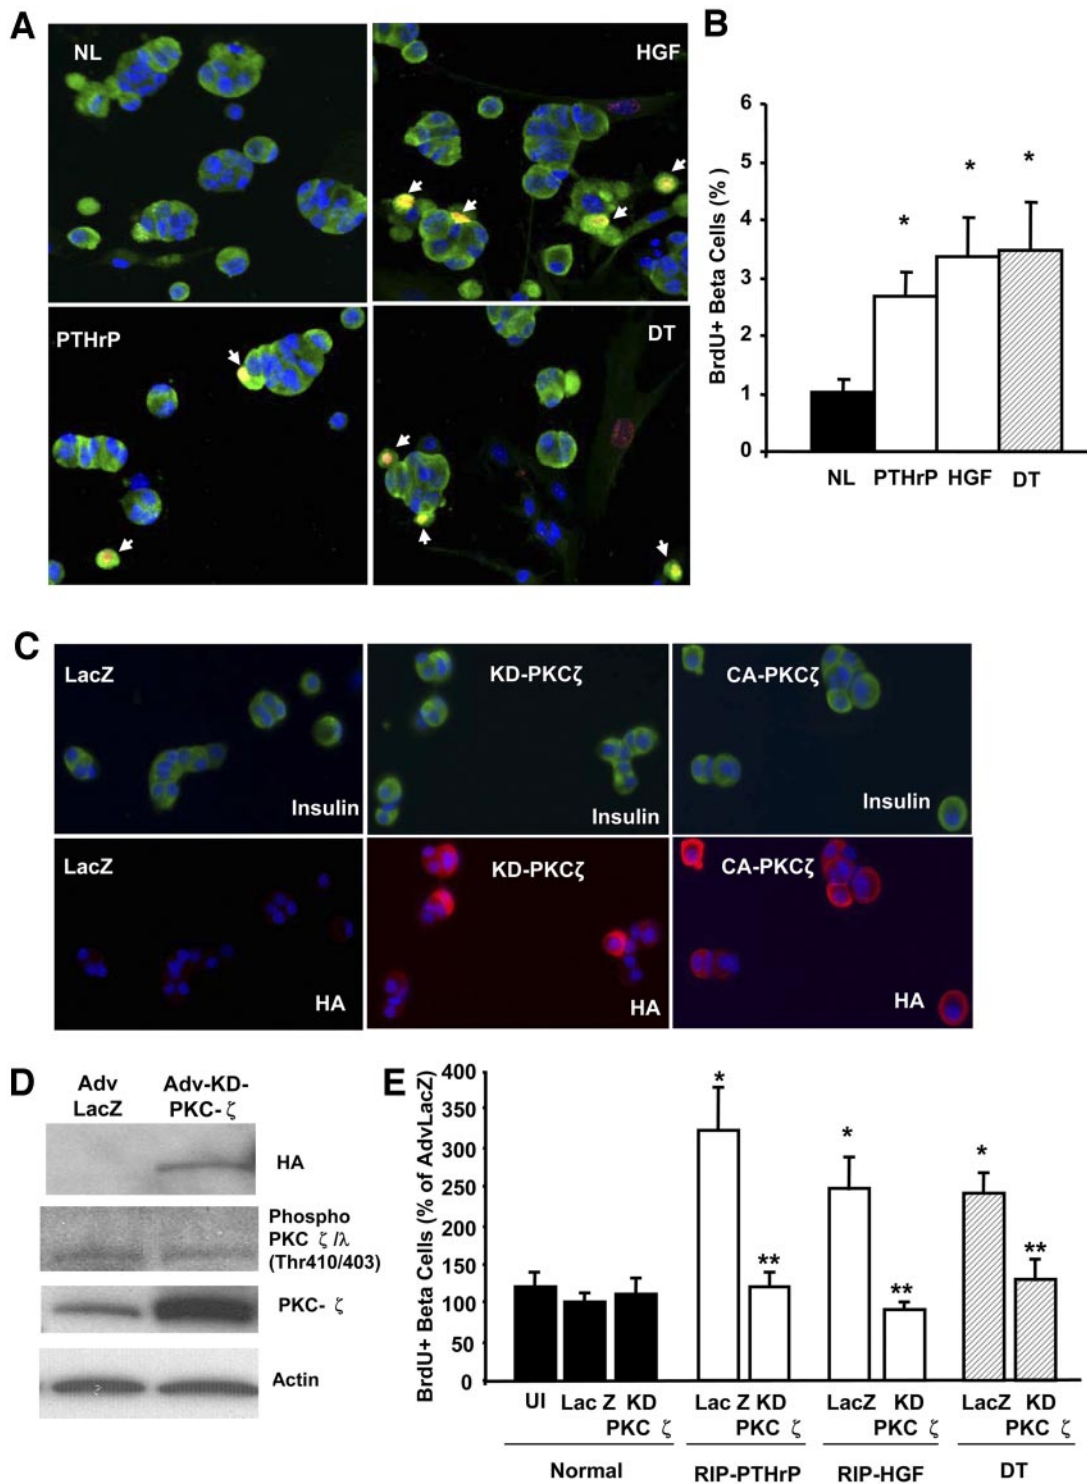 A
NL
HGF
PTHrP
DT
B
BrdU+ Beta Cells (%)
6
5
4
3
2
1
0
*
*
*
NL PTHrP HGF DT
C
LacZ
Insulin
KD-PKCζ
Insulin
CA-PKCζ
Insulin
LacZ
HA
KD-PKCζ
HA
CA-PKCζ
HA
D
Adv
LacZ
Adv-KD-
PKC- ζ
HA
Phospho
PKC ζ /λ
(Thr410/403)
PKC- ζ
Actin
E
BrdU+ Beta Cells (% of AdvLacZ)
400
350
300
250
200
150
100
50
0
*
**
*
**
*
**
UI Lac Z KD Lac Z KD LacZ KD LacZ KD
PKC ζ PKC ζ PKC ζ PKC ζ
Normal RIP-PTHrP RIP-HGF DT